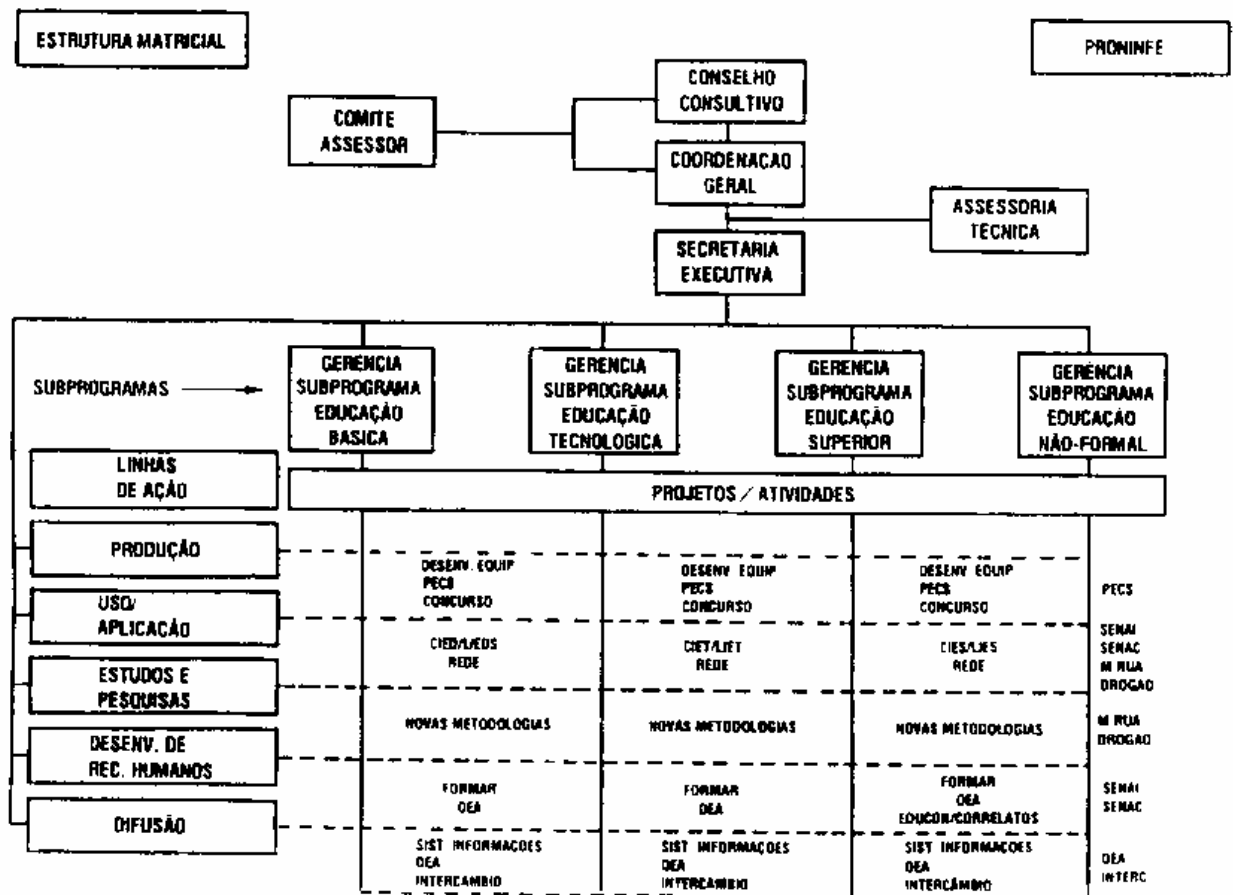 ESTRUTURA MATRICIAL
PRONINFE
CONSELHO
CONSULTIVO
COMITE
ASSESSOR
COORDENAÇAO
GERAL
ASSESSORIA
TECNICA
SECRETARIA
EXECUTIVA
SUBPROGRAMAS
GERENCIA
SUBPROGRAMA
EDUCAÇÃO
BASICA
GERENCIA
SUBPROGRAMA
EDUCAÇÃO
TECNOLOGICA
GERENCIA
SUBPROGRAMA
EDUCAÇÃO
SUPERIOR
GERENCIA
SUBPROGRAMA
EDUCAÇÃO
NÃO-FORMAL
LINHAS
DE AÇÃO
PROJETOS / ATIVIDADES
PRODUÇÃO
DESENV. EQUIP
PECS
CONCURSO
DESENV EQUIP
PECS
CONCURSO
DESENV EQUIP
PECS
CONCURSO
PECS
USO/
APLICAÇÃO
CIED/LIEDS
REDE
CIET/LIET
REDE
CIES/LIES
REDE
SENAI
SENAC
M RUA
DROGAO
ESTUDOS E
PESQUISAS
NOVAS METODOLOGIAS
NOVAS METODOLOGIAS
NOVAS METODOLOGIAS
M RUA
DROGAO
DESENV. DE
REC. HUMANOS
FORMAR
OEA
FORMAR
OEA
FORMAR
OEA
EDUCOM/CORRELATOS
SENAI
SENAC
DIFUSÃO
SIST INFORMAÇOES
OEA
INTERCAMBIO
SIST INFORMAÇOES
OEA
INTERCAMBIO
SIST INFORMAÇOES
OEA
INTERCAMBIO
OEA
INTERC